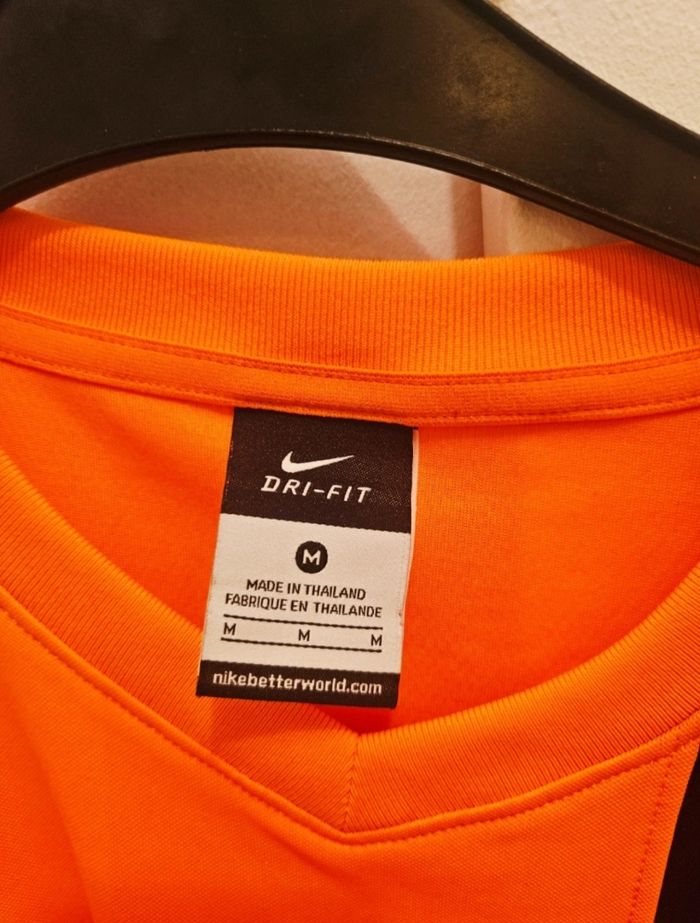 DRI-FIT
M
MADE IN THAILAND
FABRIQUE EN THAILANDE
M M M
nikebetterworld.com